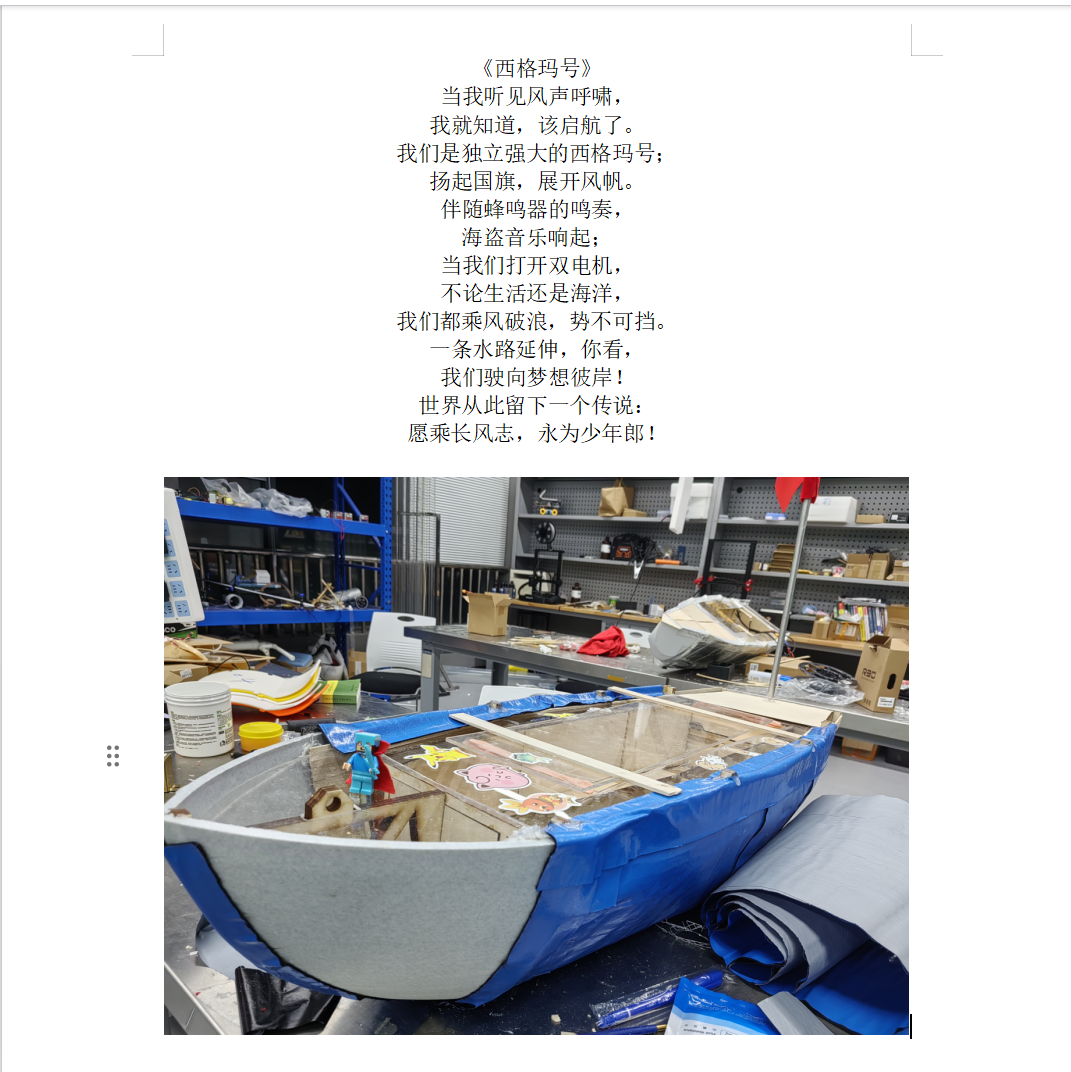 《西格玛号》
当我听见风声呼啸，
我就知道，该启航了。
我们是独立强大的西格玛号；
扬起国旗，展开风帆。
伴随蜂鸣器的鸣奏，
海盗音乐响起；
当我们打开双电机，
不论生活还是海洋，
我们都乘风破浪，势不可挡。
一条水路延伸，你看，
我们驶向梦想彼岸！
世界从此留下一个传说：
愿乘长风志，永为少年郎！